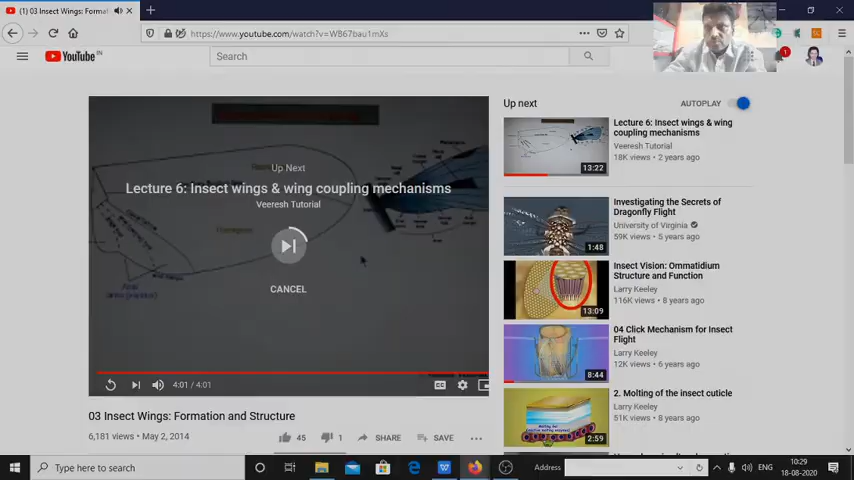 (1) 03 Insect Wings: Formation an
https://www.youtube.com/watch?v=WB67bau1mXs
YouTube IN
Search
1
Up next
AUTOPLAY
Up Next
Lecture 6: Insect wings & wing coupling mechanisms
Veeresh Tutorial
CANCEL
4:01 / 4:01
CC
03 Insect Wings: Formation and Structure
6,181 views • May 2, 2014
45
1
SHARE
SAVE
13:22
Lecture 6: Insect wings & wing
coupling mechanisms
Veeresh Tutorial
18K views • 2 years ago
1:48
Investigating the Secrets of
Dragonfly Flight
University of Virginia
59K views • 5 years ago
13:09
Insect Vision: Ommatidium
Structure and Function
Larry Keeley
116K views • 8 years ago
8:44
04 Click Mechanism for Insect
Flight
Larry Keeley
12K views • 6 years ago
2:59
2. Molting of the insect cuticle
Larry Keeley
51K views • 8 years ago
Type here to search
Address
ENG
10:29
18-08-2020